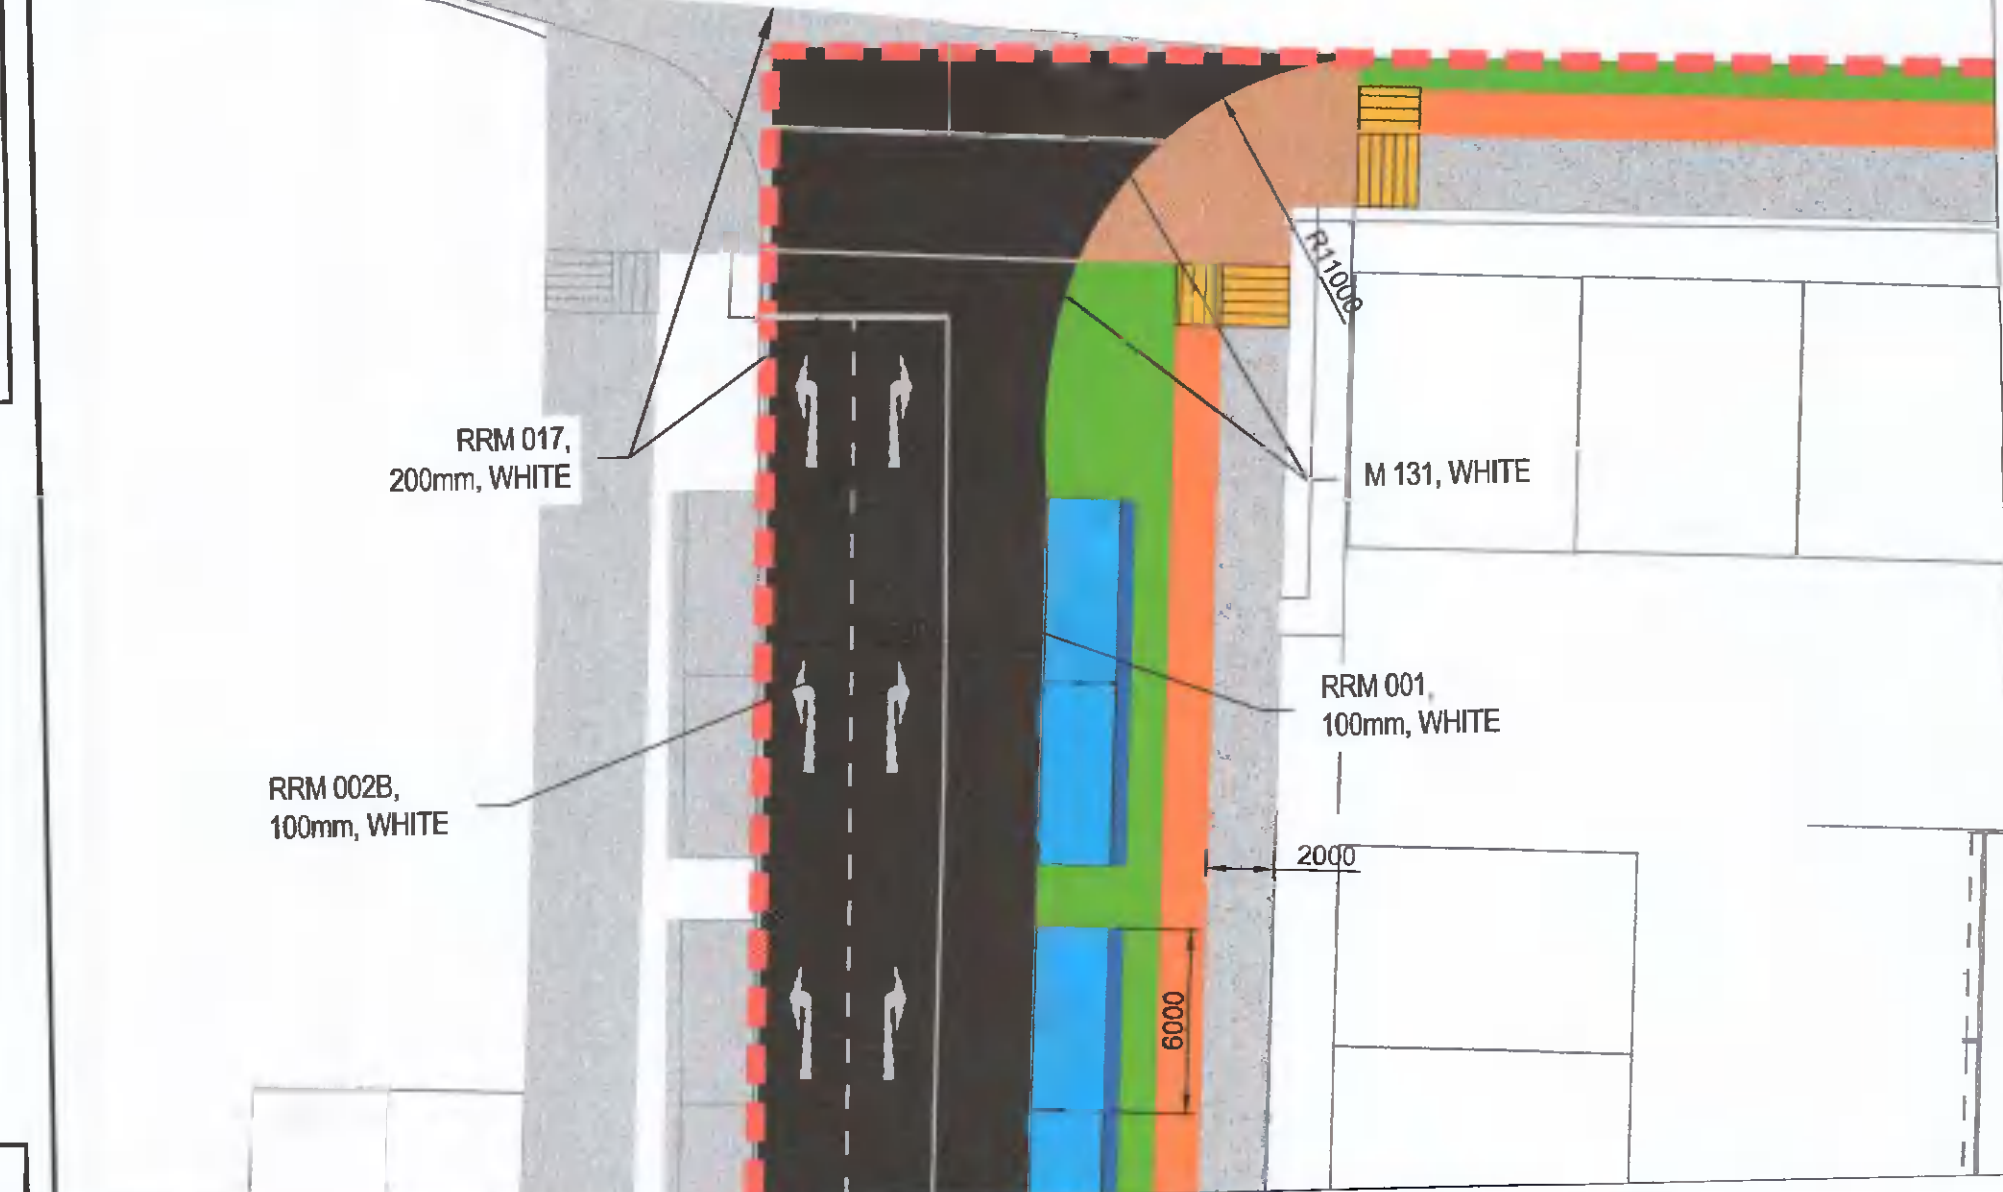 R11000
RRM 017,
200mm, WHITE
M 131, WHITE
RRM 001,
100mm, WHITE
RRM 002B,
100mm, WHITE
2000
6000